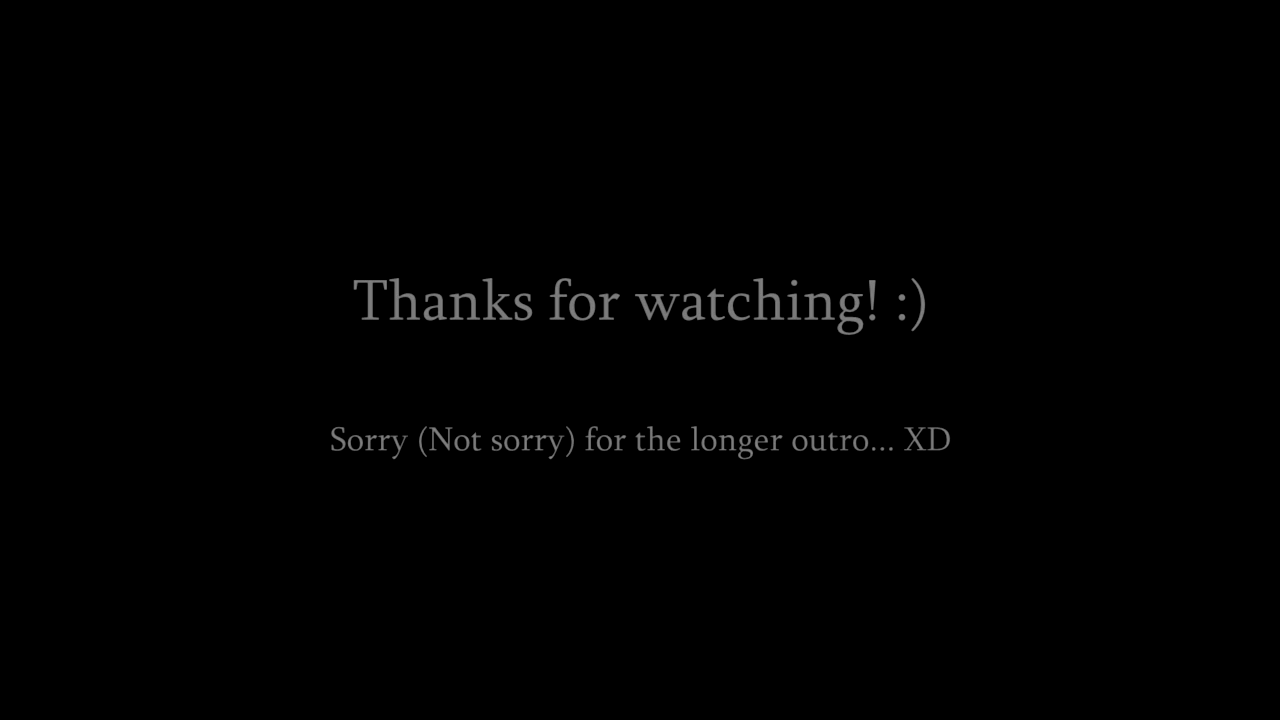 Thanks for watching! :)
Sorry (Not sorry) for the longer outro... XD